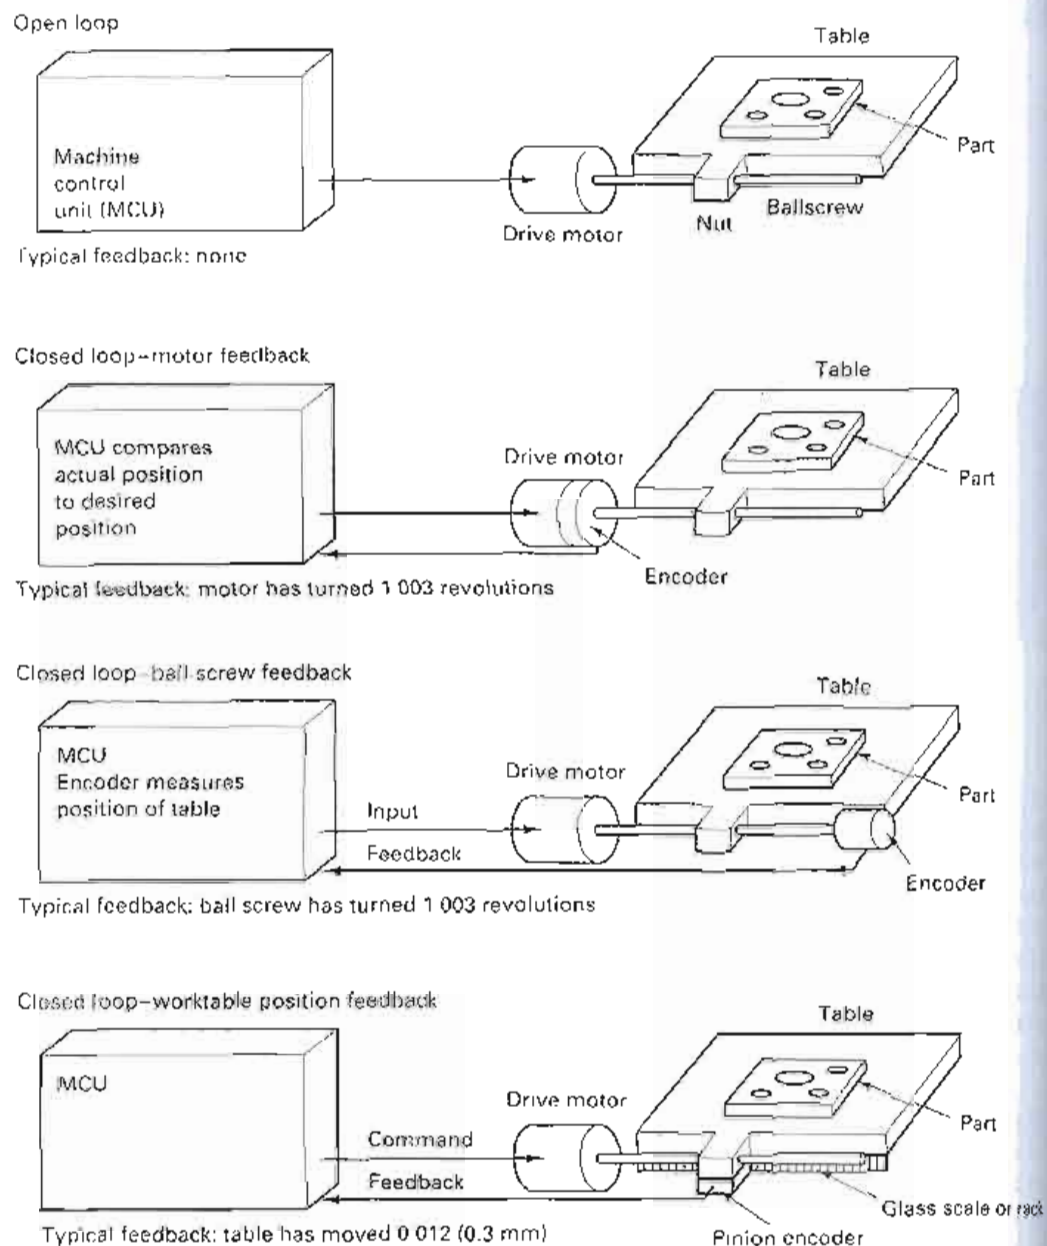 Open loop
Table
Machine
control
unit (MCU)
Part
Drive motor
Nut
Ballscrew
Typical feedback: none
Closed loop–motor feedback
Table
MCU compares
actual position
to desired
position
Drive motor
Part
Encoder
Typical feedback: motor has turned 1 003 revolutions
Closed loop–ball screw feedback
Table
MCU
Encoder measures
position of table
Drive motor
Input
Feedback
Part
Encoder
Typical feedback: ball screw has turned 1 003 revolutions
Closed loop–worktable position feedback
Table
MCU
Drive motor
Command
Feedback
Part
Glass scale or rack
Pinion encoder
Typical feedback: table has moved 0 012 (0.3 mm)